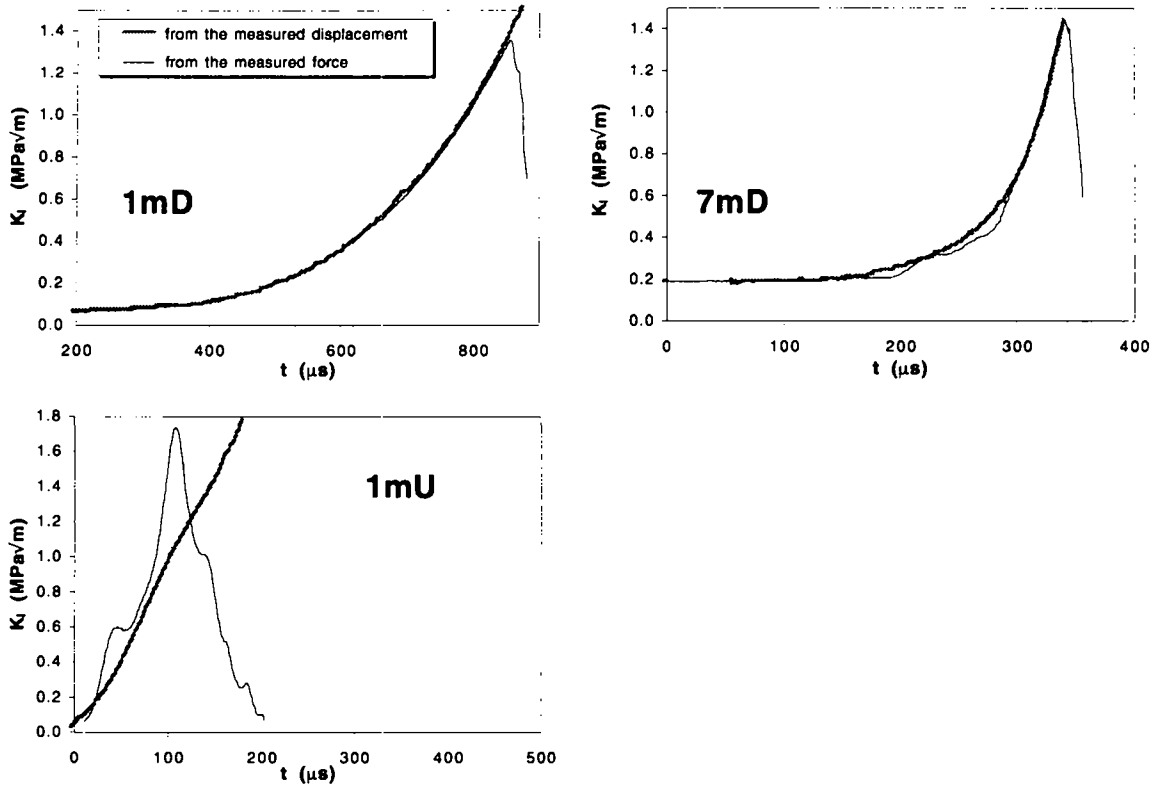 from the measured displacement
from the measured force
1mD
K_I (MPa√m)
1.4
1.2
1.0
0.8
0.6
0.4
0.2
0.0
200 400 600 800
t (μs)
7mD
K_I (MPa√m)
1.4
1.2
1.0
0.8
0.6
0.4
0.2
0.0
0 100 200 300 400
t (μs)
1mU
K_I (MPa√m)
1.8
1.6
1.4
1.2
1.0
0.8
0.6
0.4
0.2
0.0
0 100 200 300 400 500
t (μs)